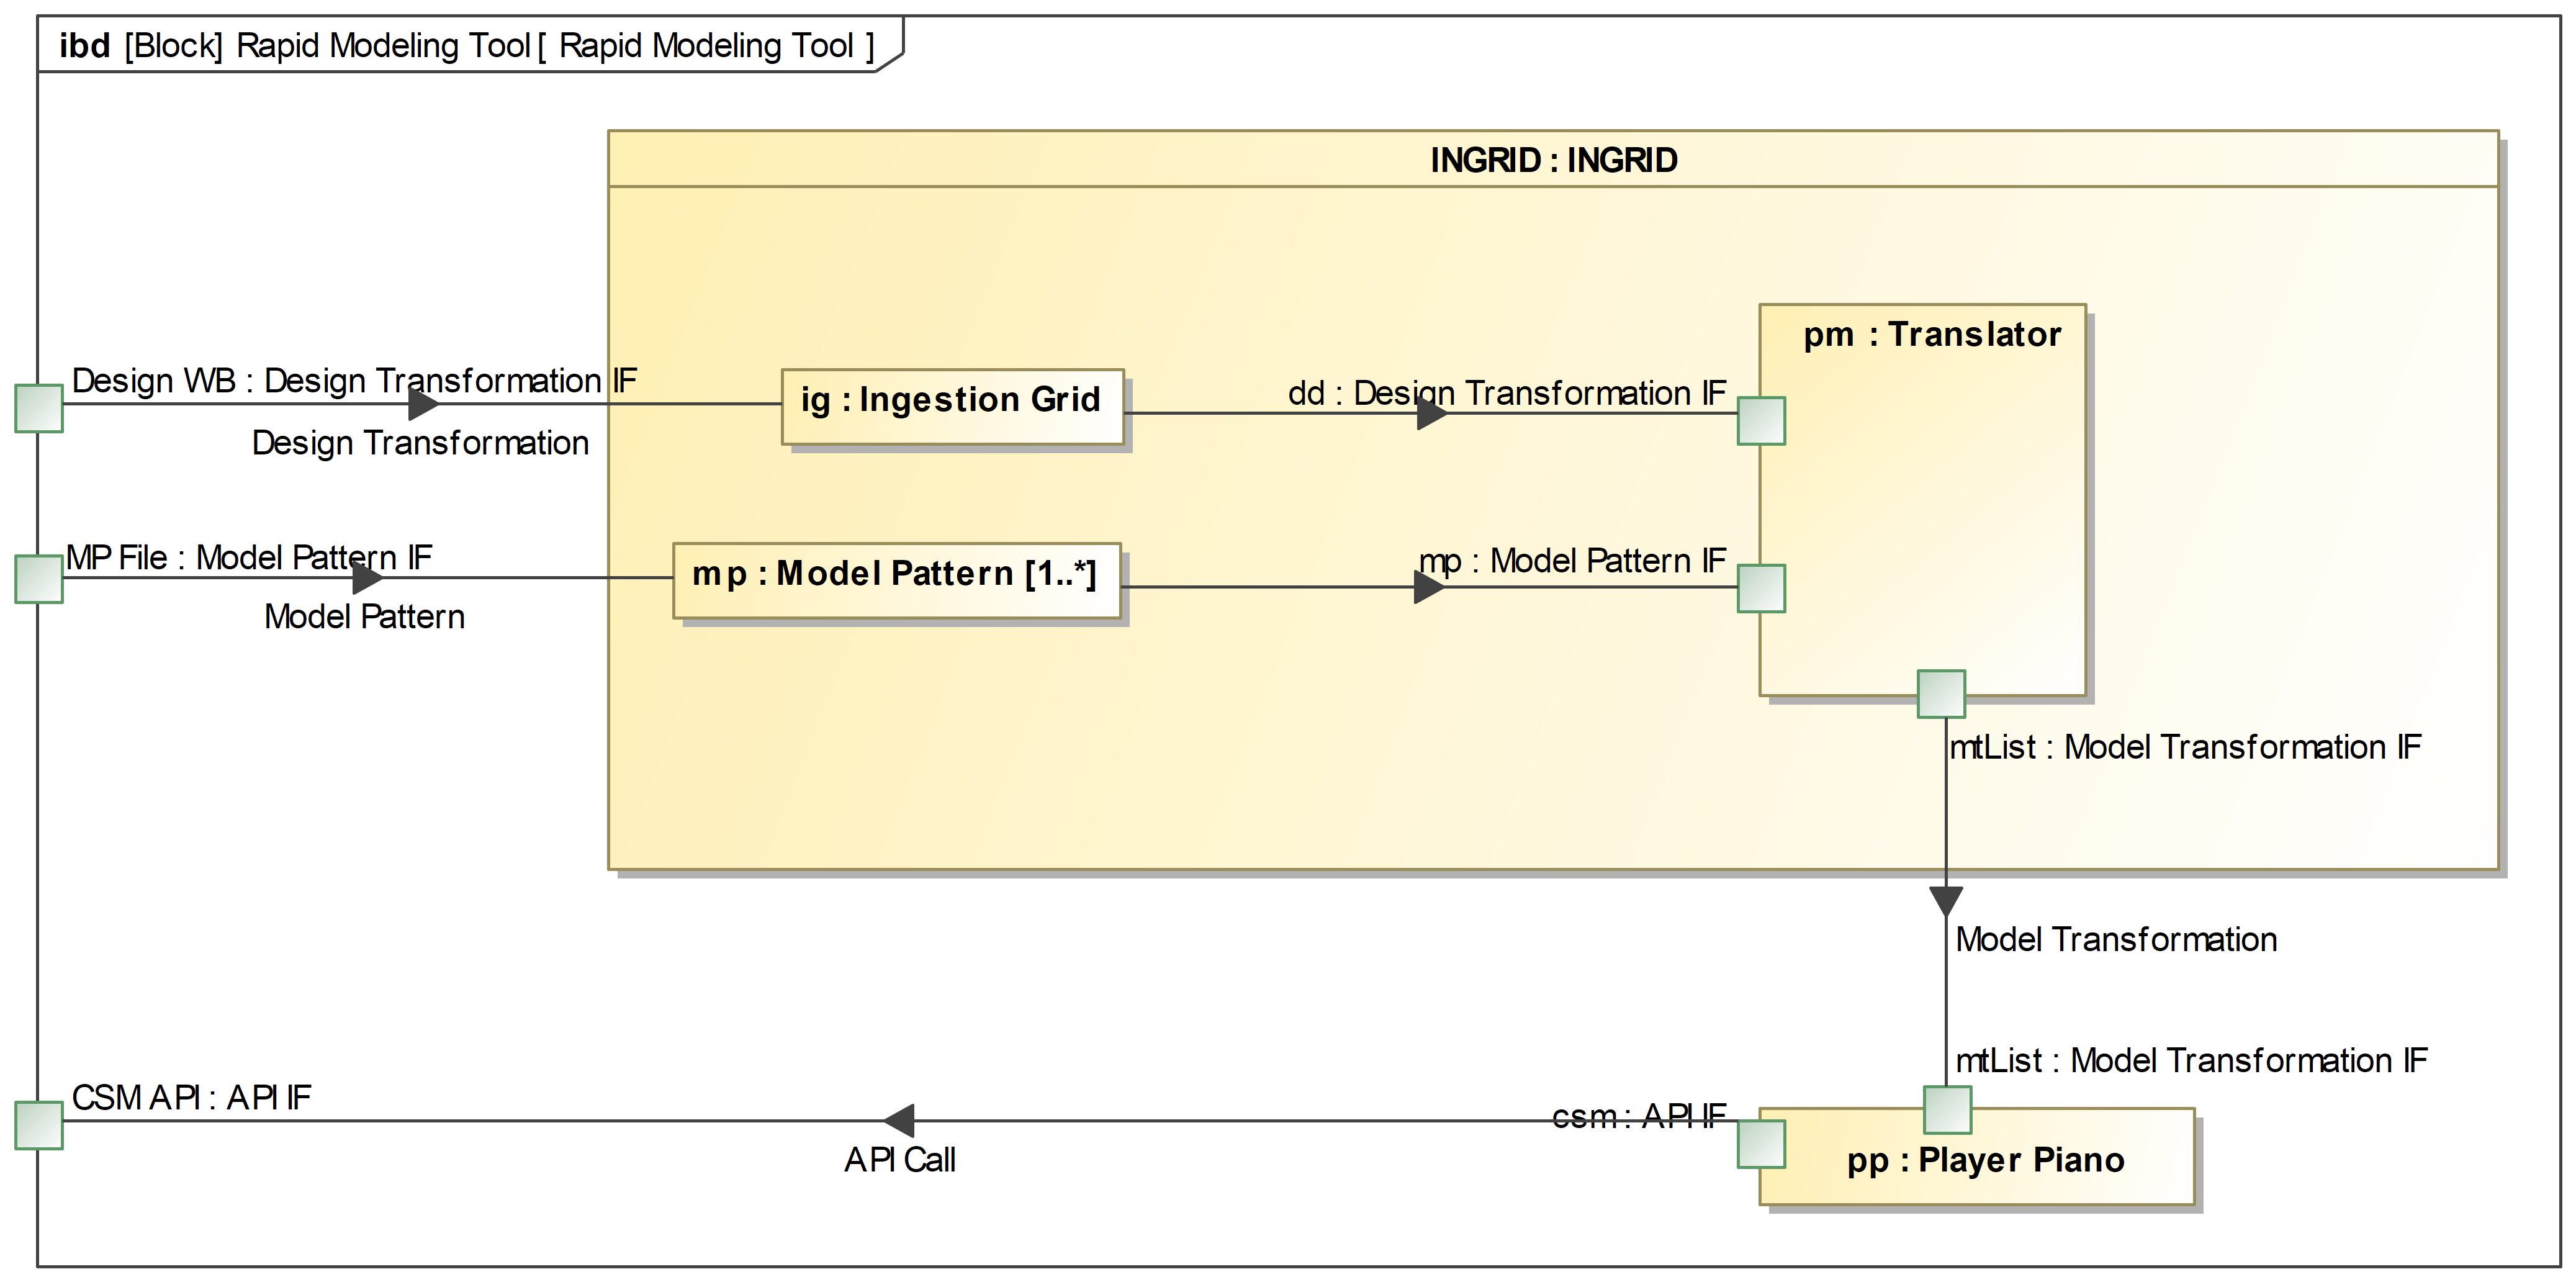 ibd [Block] Rapid Modeling Tool [ Rapid Modeling Tool ]
INGRID : INGRID
pm : Translator
Design WB : Design Transformation IF
Design Transformation
ig : Ingestion Grid
dd : Design Transformation IF
MP File : Model Pattern IF
Model Pattern
mp : Model Pattern [1..*]
mp : Model Pattern IF
mtList : Model Transformation IF
Model Transformation
mtList : Model Transformation IF
CSM API : API IF
API Call
csm : API IF
pp : Player Piano